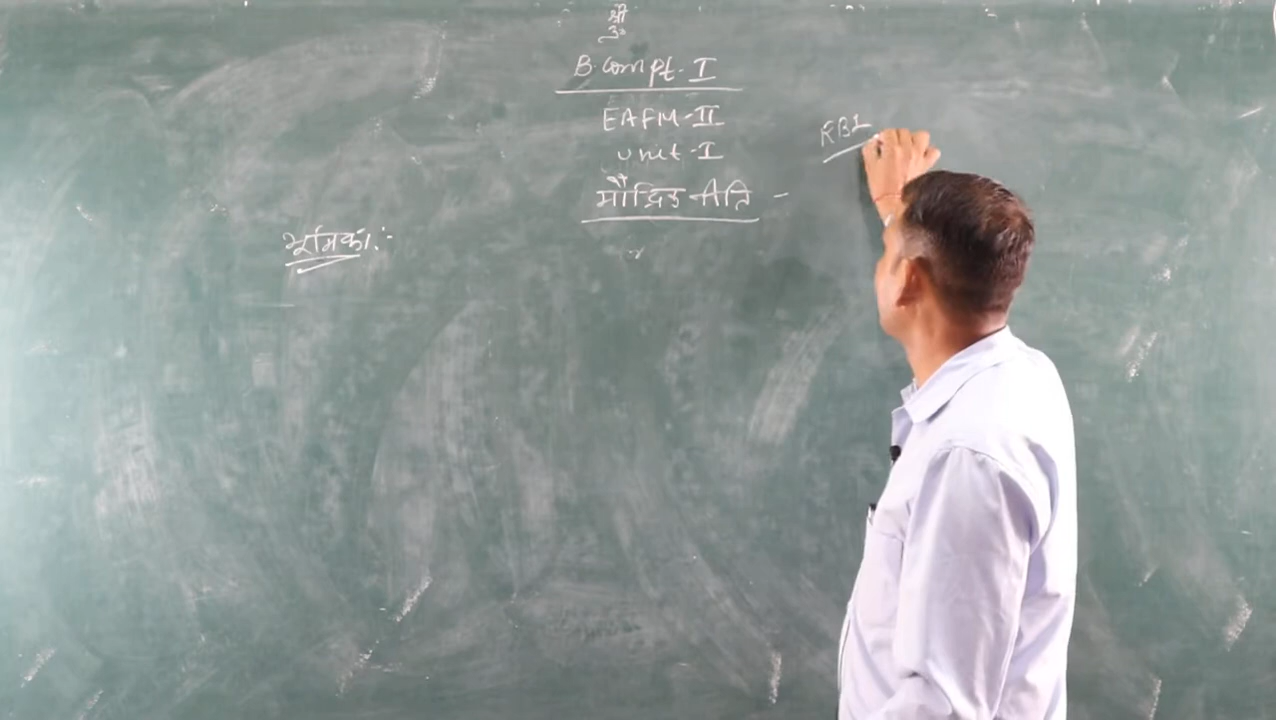 श्री
B. Com pt. I
EAFM-II
Unit-I
मौद्रिक नीति -
RBI
भूमिका:-